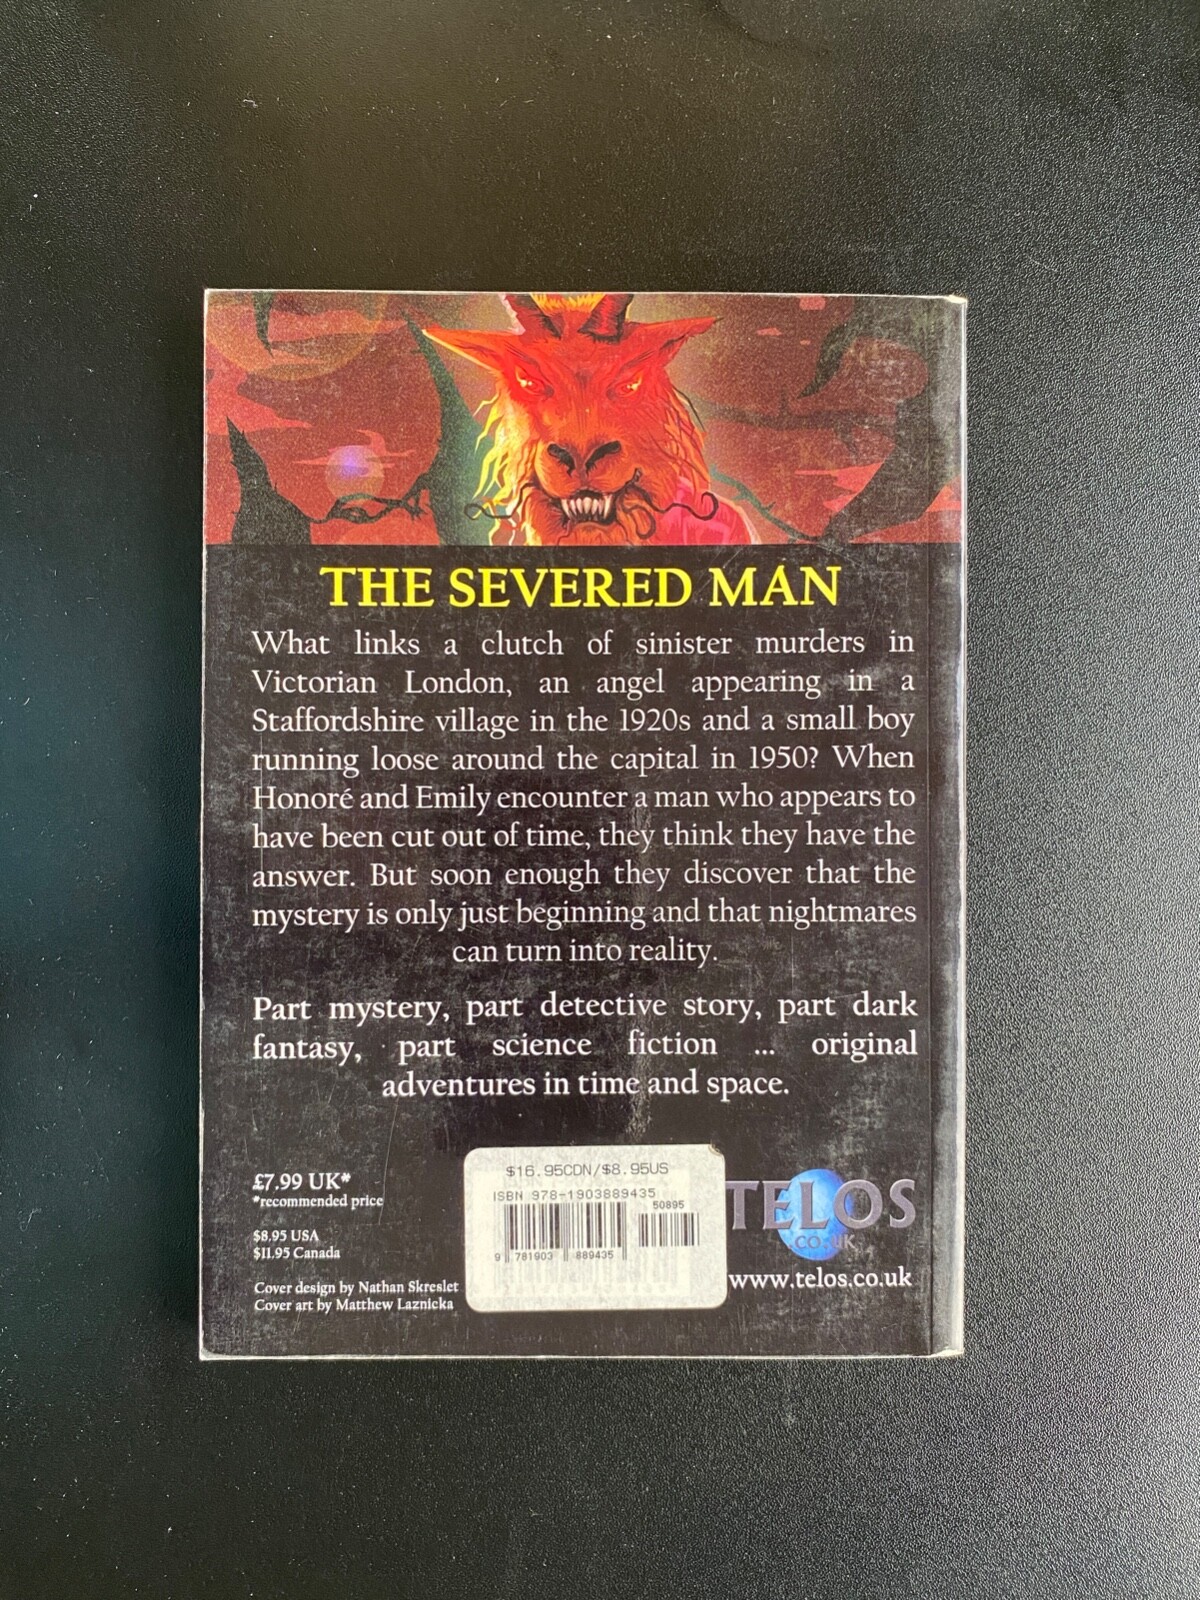 THE SEVERED MAN
What links a clutch of sinister murders in
Victorian London, an angel appearing in a
Staffordshire village in the 1920s and a small boy
running loose around the capital in 1950? When
Honoré and Emily encounter a man who appears to
have been cut out of time, they think they have the
answer. But soon enough they discover that the
mystery is only just beginning and that nightmares
can turn into reality.
Part mystery, part detective story, part dark
fantasy, part science fiction ... original
adventures in time and space.
£7.99 UK*
*recommended price
$8.95 USA
$11.95 Canada
Cover design by Nathan Skreslet
Cover art by Matthew Laznicka
$16.95CDN/$8.95US
ISBN 978-1903889435
50895
9 781903 889435
TELOS
.CO.UK
www.telos.co.uk